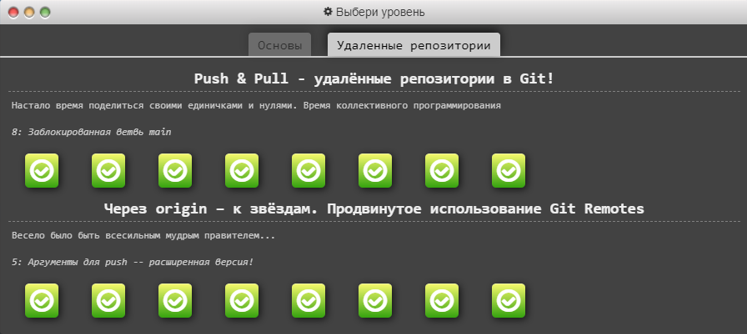 Выбери уровень
Основы
Удаленные репозитории
Push & Pull - удалённые репозитории в Git!
Настало время поделиться своими единичками и нулями. Время коллективного программирования
8: Заблокированная ветвь main
Через origin – к звёздам. Продвинутое использование Git Remotes
Весело было быть всесильным мудрым правителем...
5: Аргументы для push -- расширенная версия!